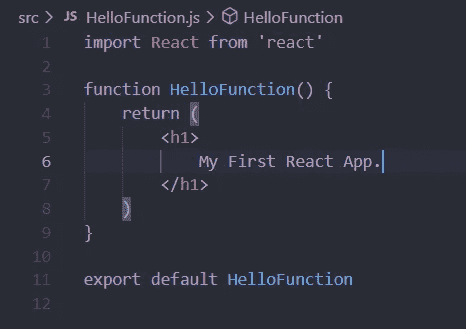 src > JS HelloFunction.js > HelloFunction
1 import React from 'react'
2
3 function HelloFunction() {
4 return (
5 <h1>
6 My First React App.
7 </h1>
8 )
9 }
10
11 export default HelloFunction
12